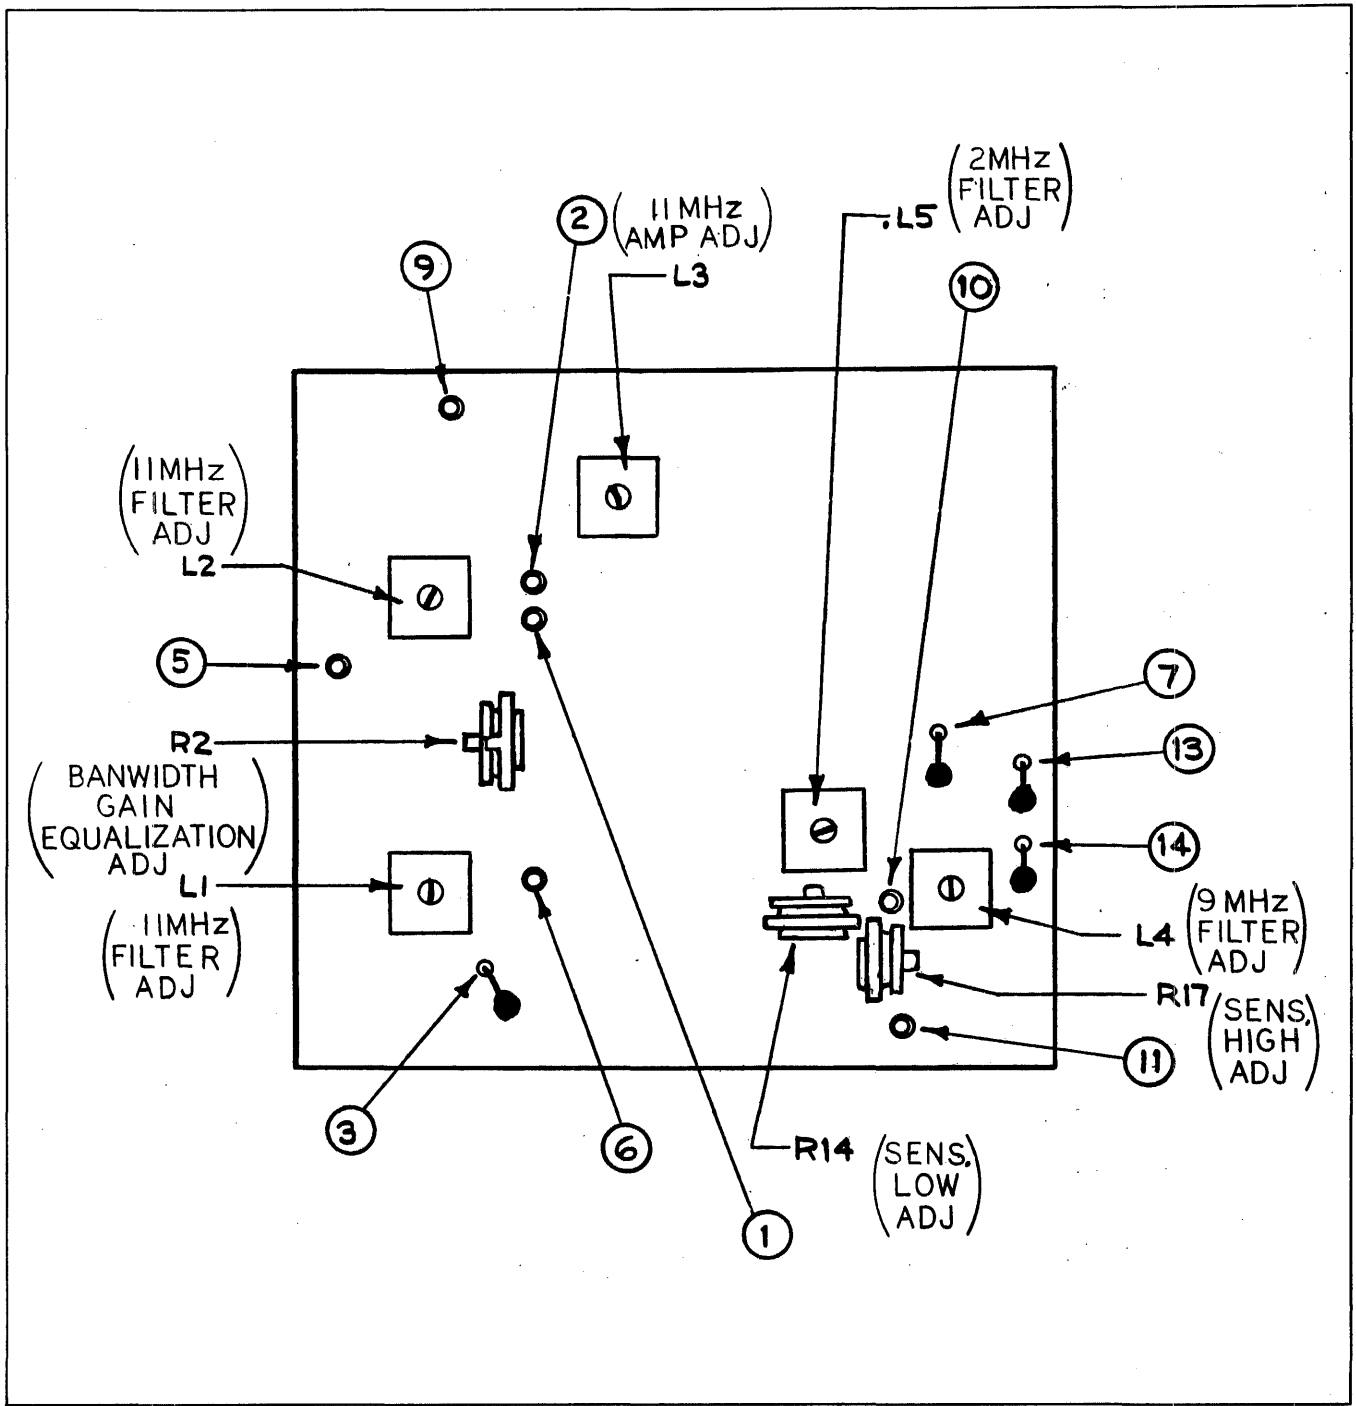 2MHz
FILTER
ADJ
.L5
2
11MHz
AMP ADJ
L3
9
10
11MHz
FILTER
ADJ
L2
5
7
R2
13
BANWIDTH
GAIN
EQUALIZATION
ADJ
14
L1
11MHz
FILTER
ADJ
9MHz
FILTER
ADJ
L4
R17
SENS.
HIGH
ADJ
11
3
6
R14
SENS.
LOW
ADJ
1